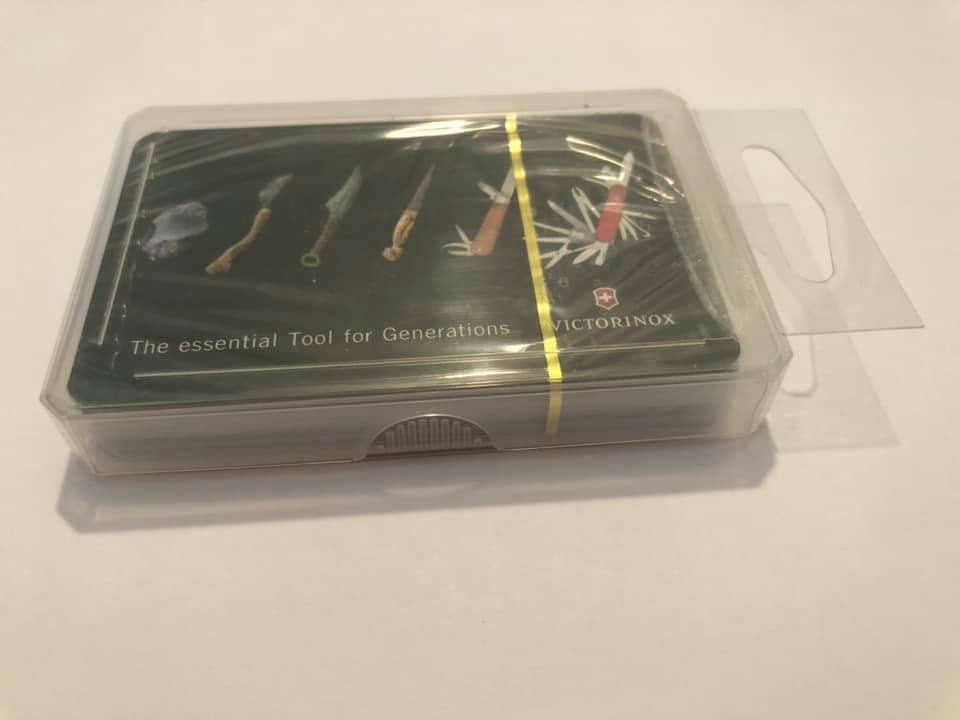 The essential Tool for Generations
VICTORINOX